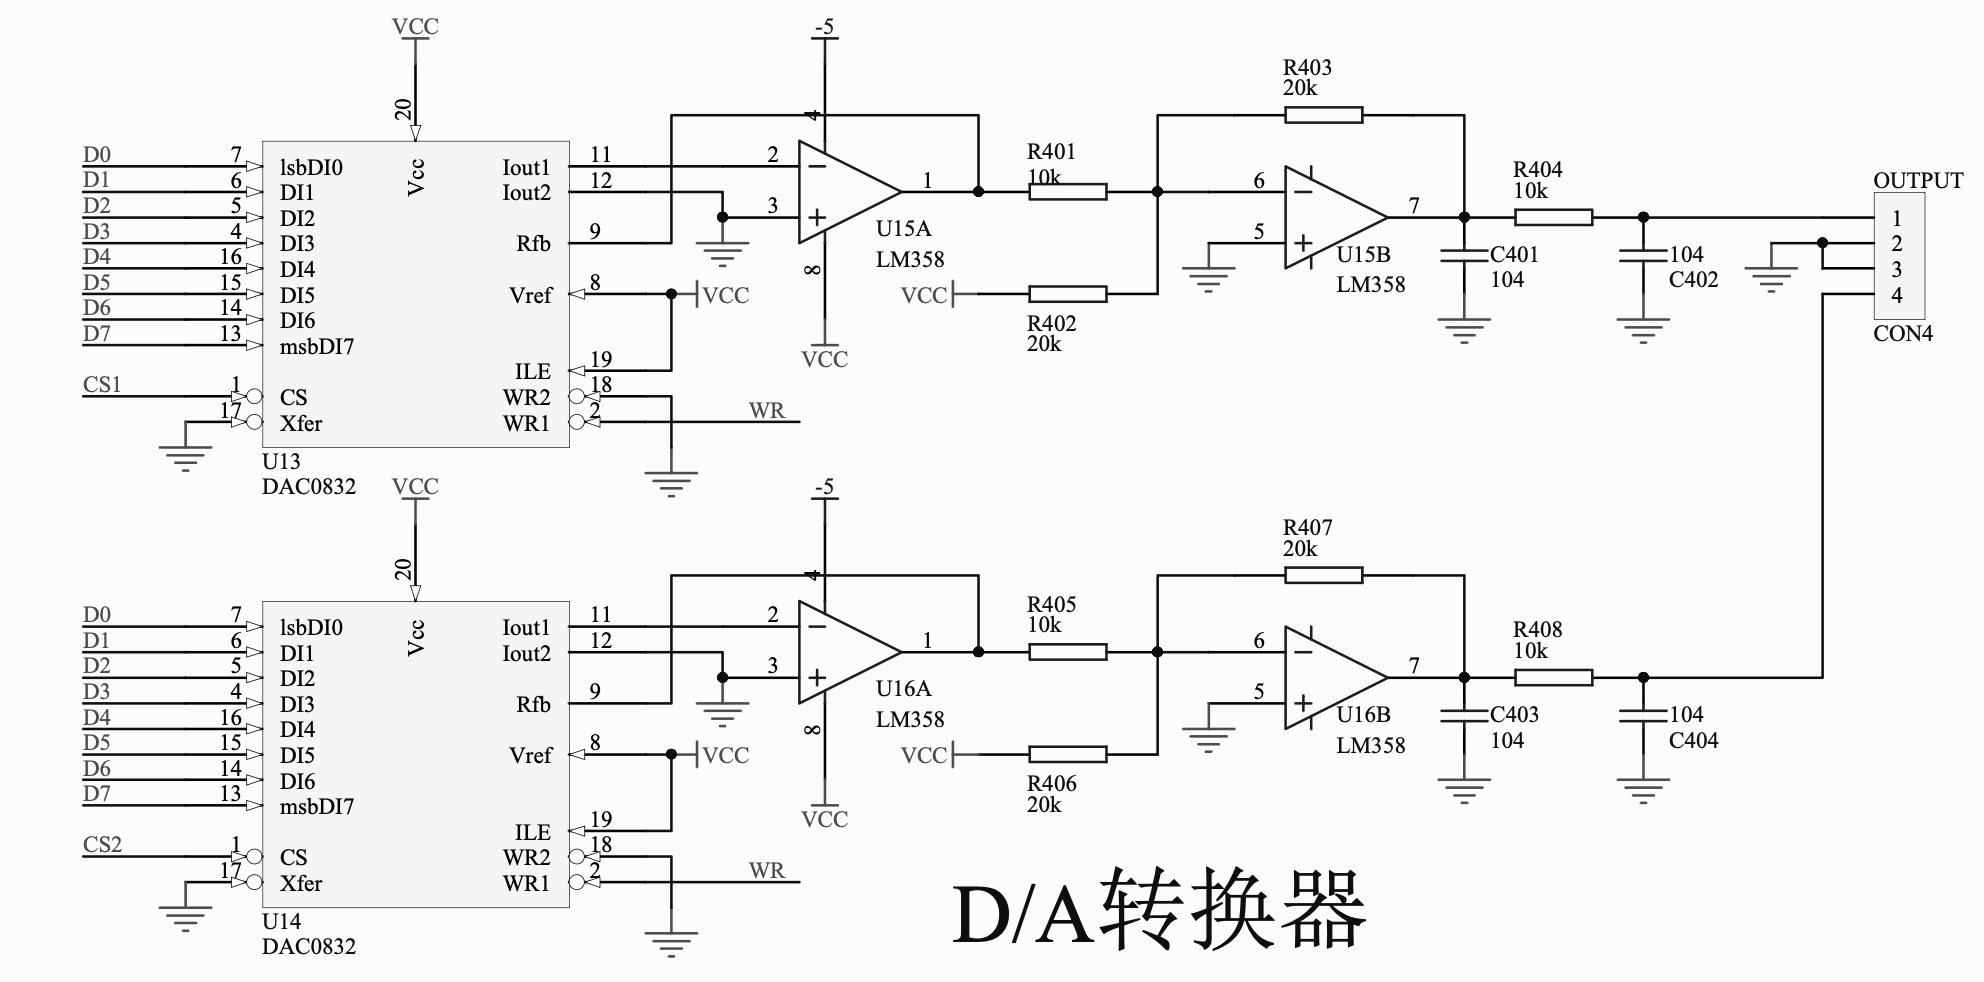 VCC
-5
20
4
R403
20k
D0 7 lsbDI0
D1 6 DI1
D2 5 DI2
D3 4 DI3
D4 16 DI4
D5 15 DI5
D6 14 DI6
D7 13 msbDI7
CS1 1 CS
17 Xfer
Vcc
Iout1 11
Iout2 12
Rfb 9
Vref 8 VCC
ILE 19
WR2 18
WR1 2 WR
U13
DAC0832
2
3
1
8
U15A
LM358
VCC
R401
10k
VCC
R402
20k
6
5
7
U15B
LM358
R404
10k
C401
104
104
C402
OUTPUT
1
2
3
4
CON4
VCC
-5
20
4
R407
20k
D0 7 lsbDI0
D1 6 DI1
D2 5 DI2
D3 4 DI3
D4 16 DI4
D5 15 DI5
D6 14 DI6
D7 13 msbDI7
CS2 1 CS
17 Xfer
Vcc
Iout1 11
Iout2 12
Rfb 9
Vref 8 VCC
ILE 19
WR2 18
WR1 2 WR
U14
DAC0832
2
3
1
8
U16A
LM358
VCC
R405
10k
VCC
R406
20k
6
5
7
U16B
LM358
R408
10k
C403
104
104
C404
D/A转换器